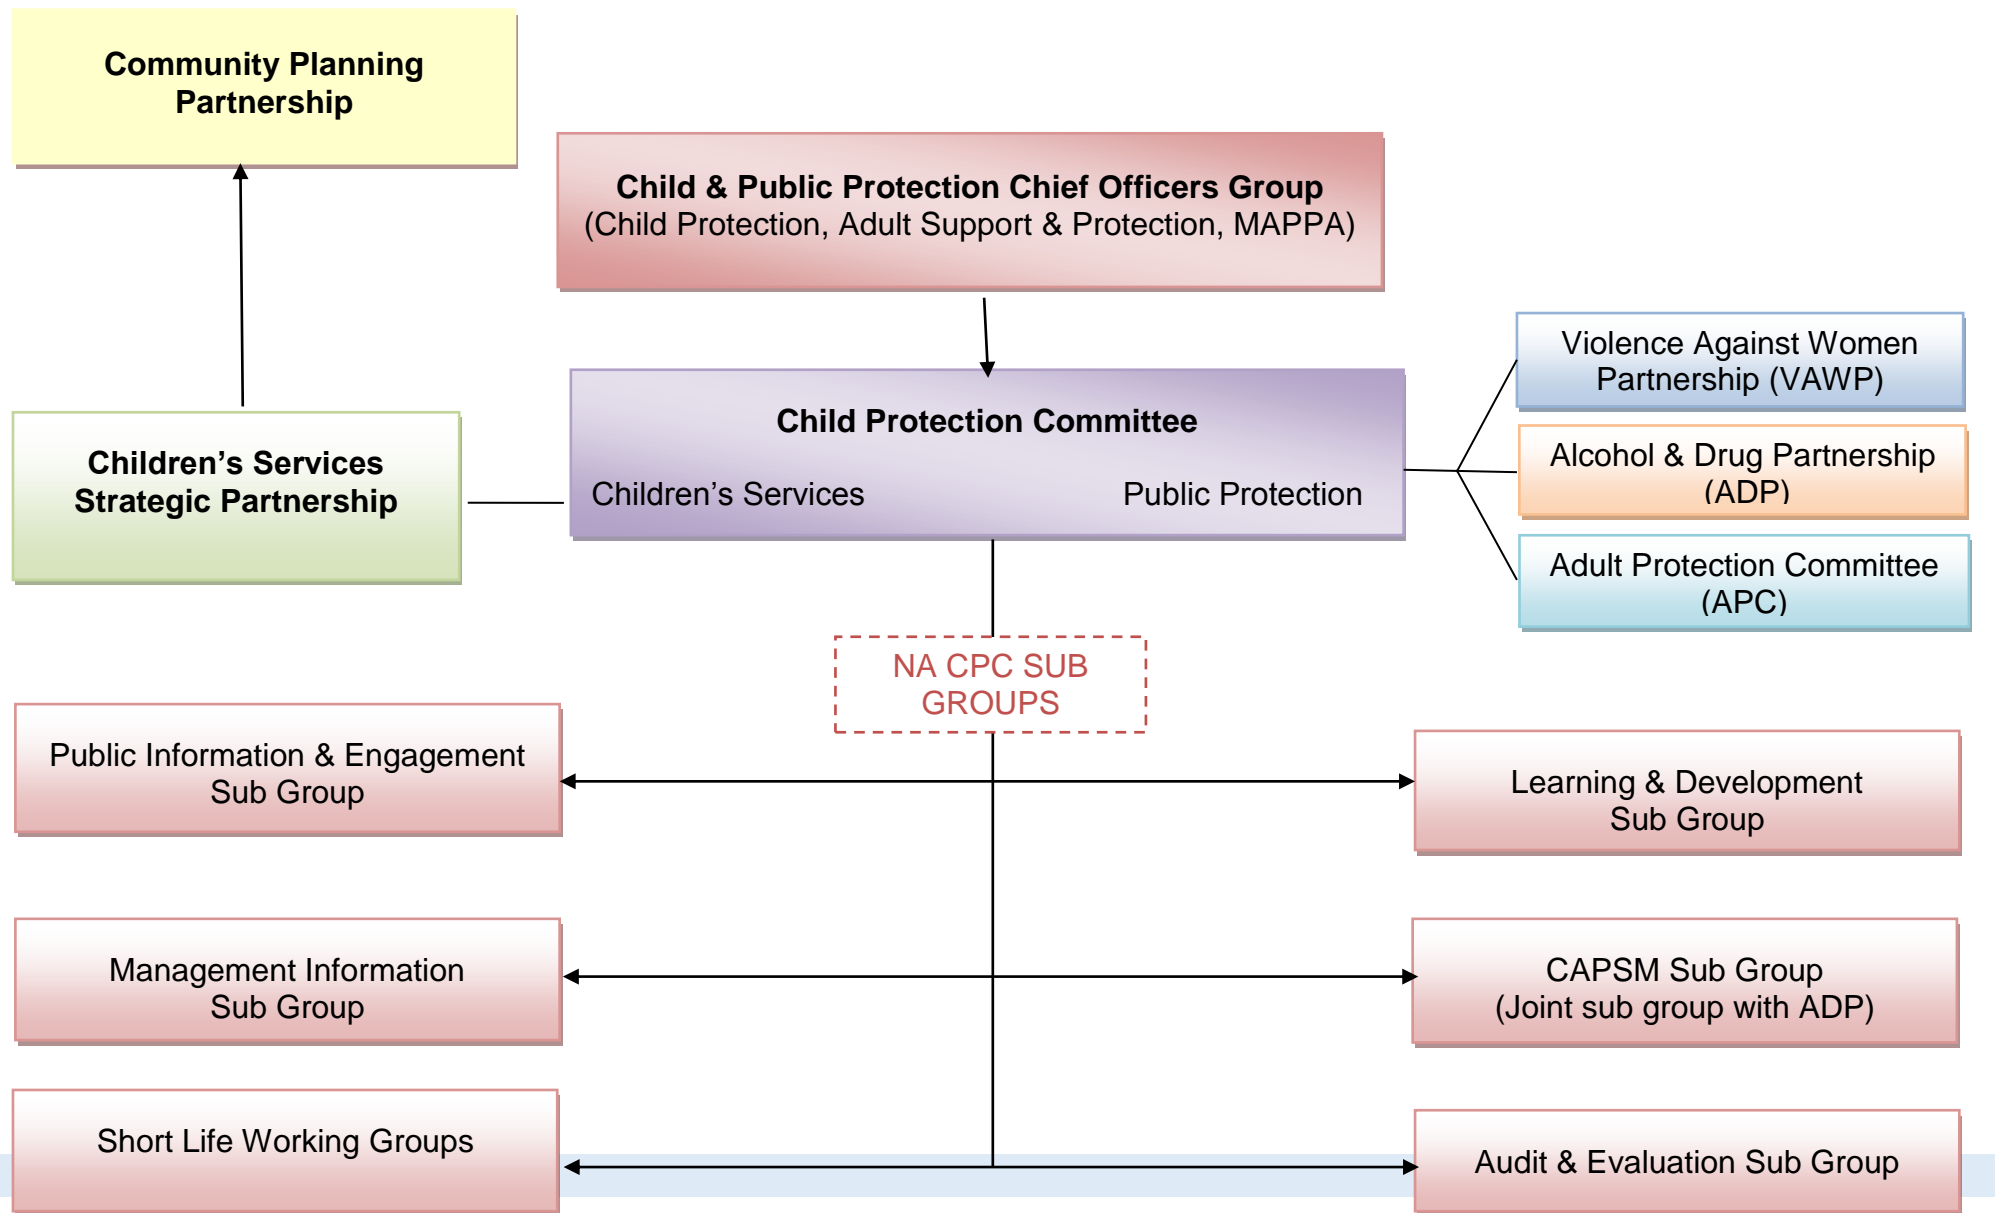 Community Planning
Partnership
Child & Public Protection Chief Officers Group
(Child Protection, Adult Support & Protection, MAPPA)
Violence Against Women
Partnership (VAWP)
Child Protection Committee
Children’s Services Public Protection
Children’s Services
Strategic Partnership
Alcohol & Drug Partnership
(ADP)
Adult Protection Committee
(APC)
NA CPC SUB
GROUPS
Public Information & Engagement
Sub Group
Learning & Development
Sub Group
Management Information
Sub Group
CAPSM Sub Group
(Joint sub group with ADP)
Short Life Working Groups
Audit & Evaluation Sub Group